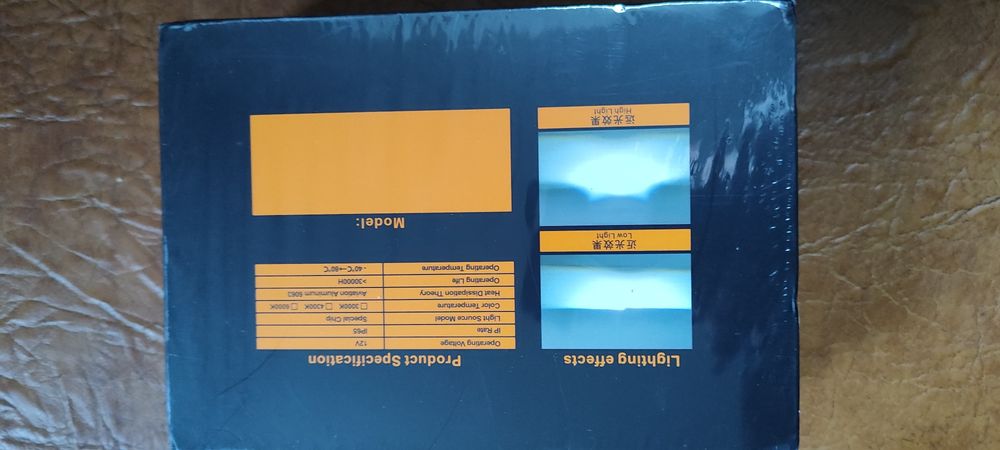 Lighting effects
近光效果
Low Light
远光效果
High Light
Product Specification
Operating Voltage 12V
IP Rate IP65
Light Source Model Special Chip
Color Temperature ☐ 3000K ☐ 4300K ☐ 6000K
Heat Dissipation Theory Aviation Aluminum 6063
Operating Life >30000H
Operating Temperature - 40°C~80°C
Model: